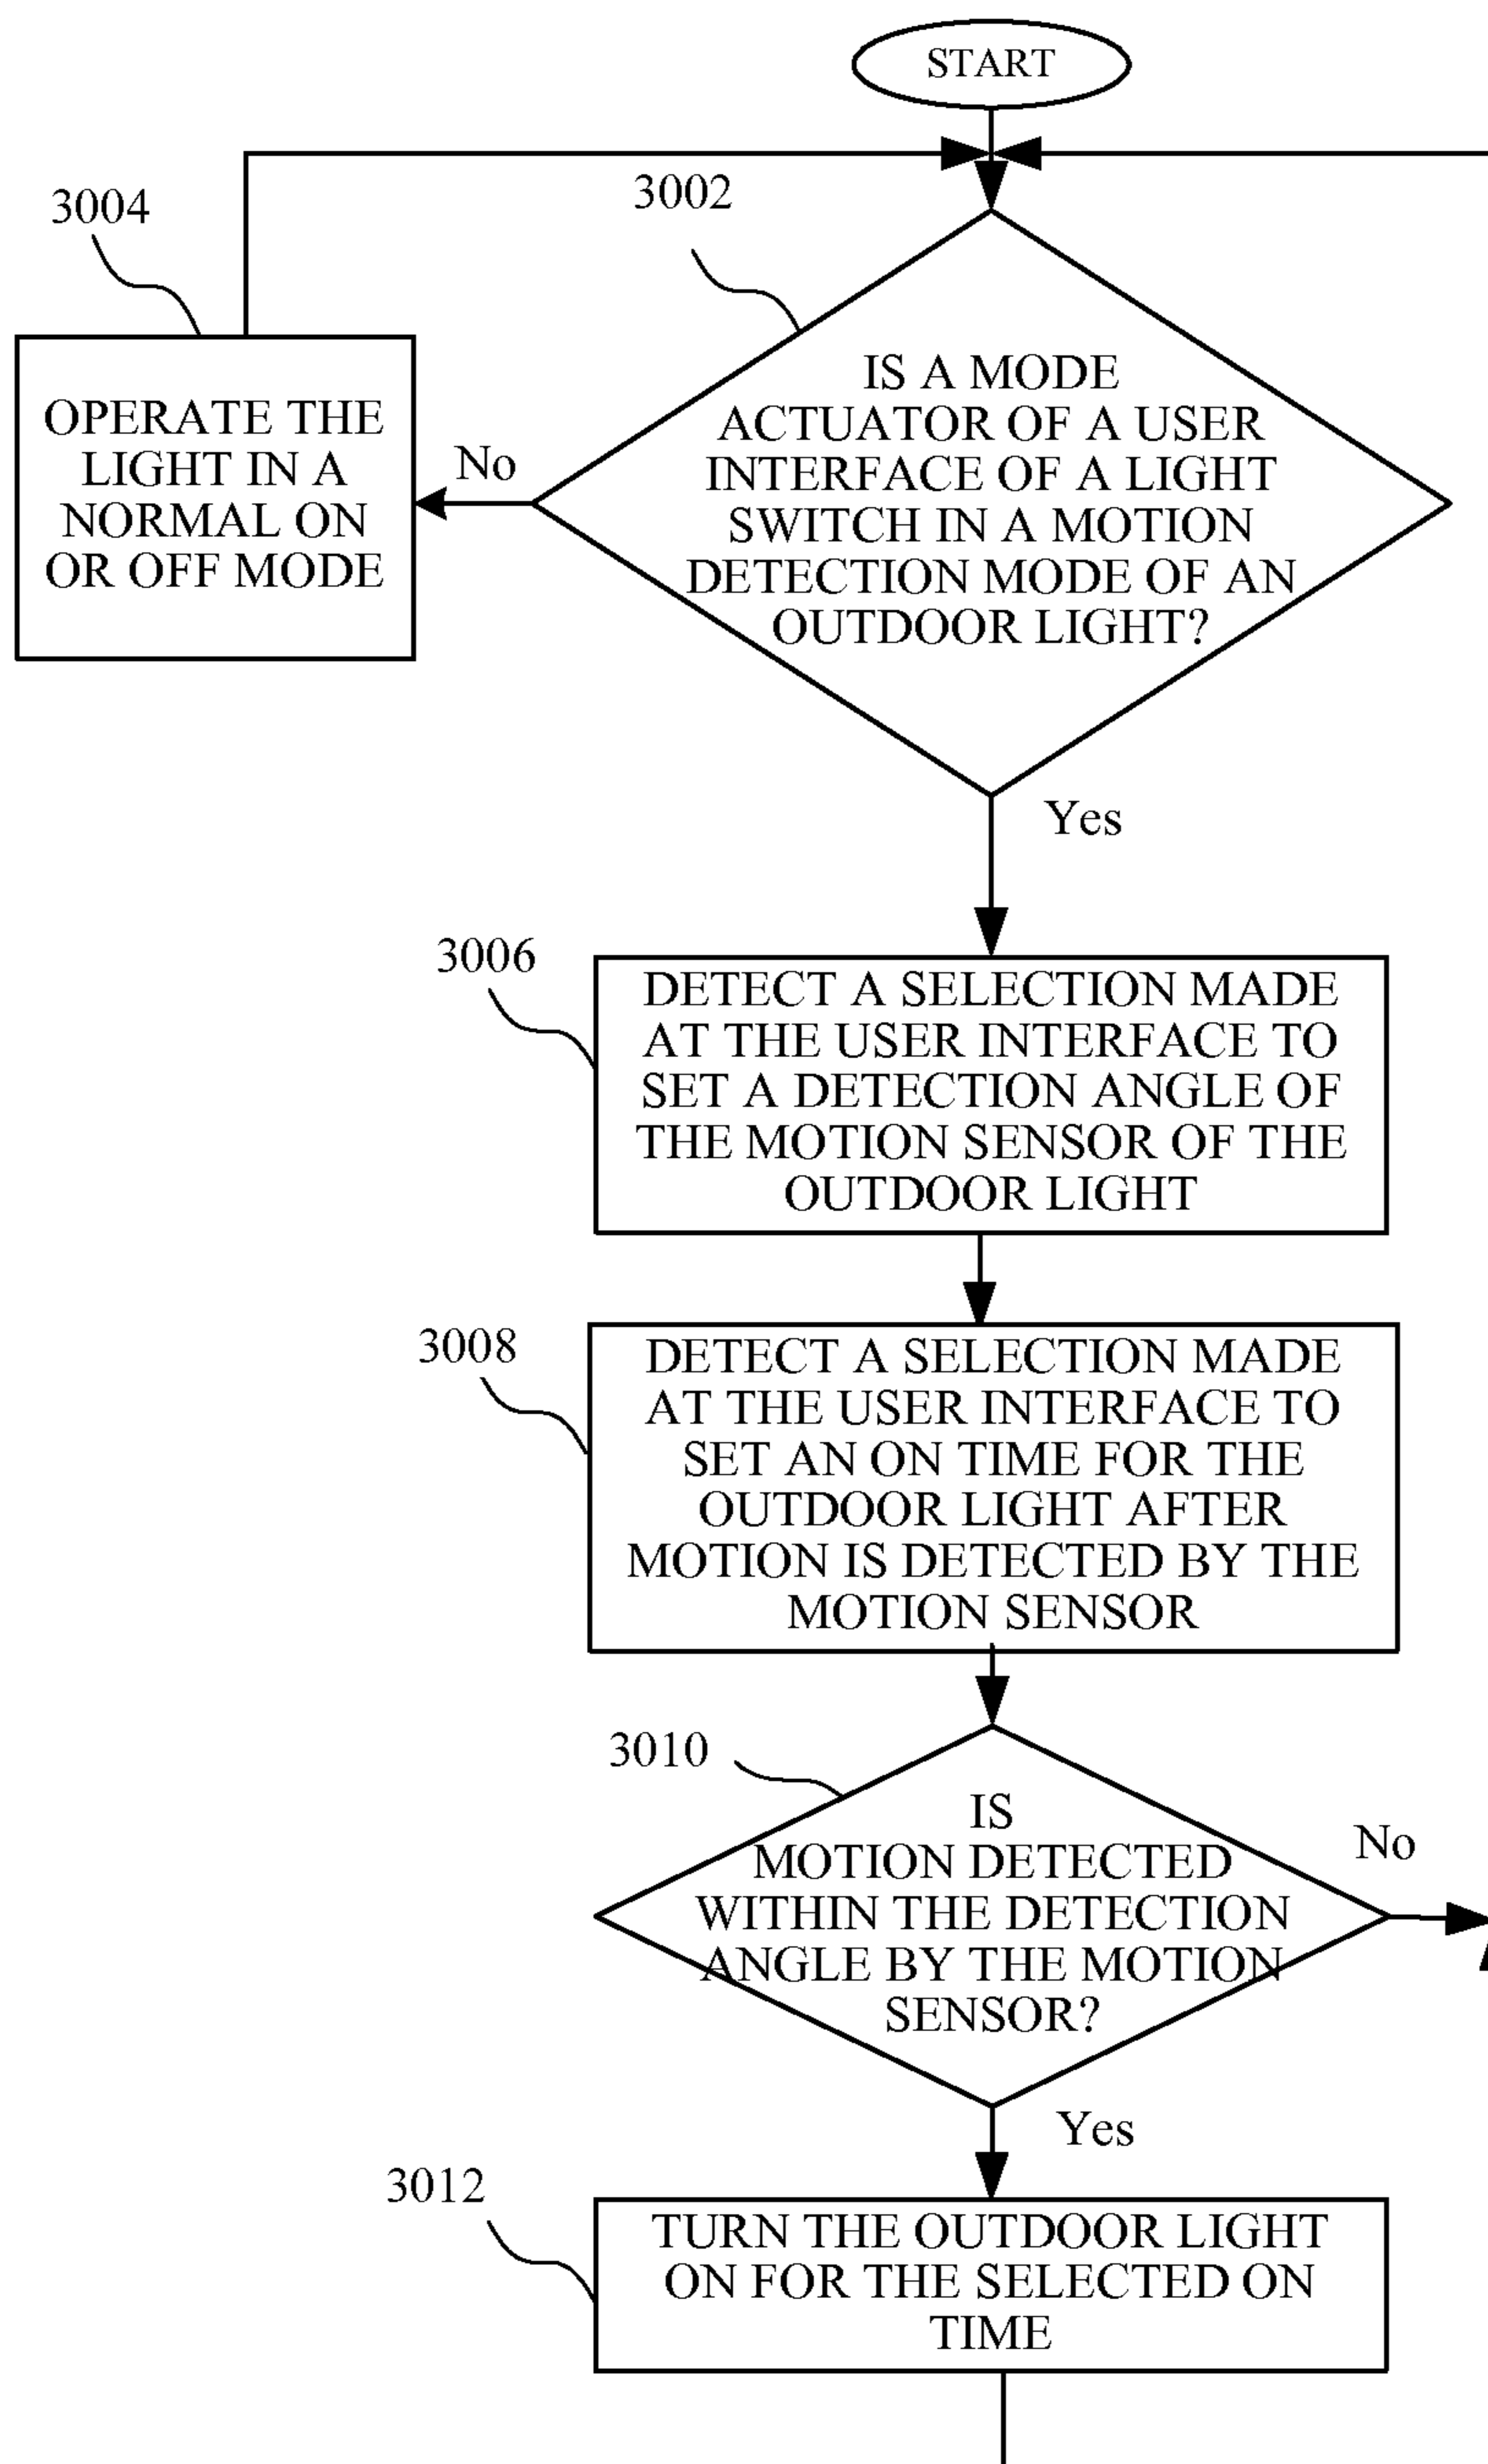 START
3002
3004
IS A MODE
ACTUATOR OF A USER
INTERFACE OF A LIGHT
SWITCH IN A MOTION
DETECTION MODE OF AN
OUTDOOR LIGHT?
No
OPERATE THE
LIGHT IN A
NORMAL ON
OR OFF MODE
Yes
3006
DETECT A SELECTION MADE
AT THE USER INTERFACE TO
SET A DETECTION ANGLE OF
THE MOTION SENSOR OF THE
OUTDOOR LIGHT
3008
DETECT A SELECTION MADE
AT THE USER INTERFACE TO
SET AN ON TIME FOR THE
OUTDOOR LIGHT AFTER
MOTION IS DETECTED BY THE
MOTION SENSOR
3010
IS
MOTION DETECTED
WITHIN THE DETECTION
ANGLE BY THE MOTION
SENSOR?
No
Yes
3012
TURN THE OUTDOOR LIGHT
ON FOR THE SELECTED ON
TIME